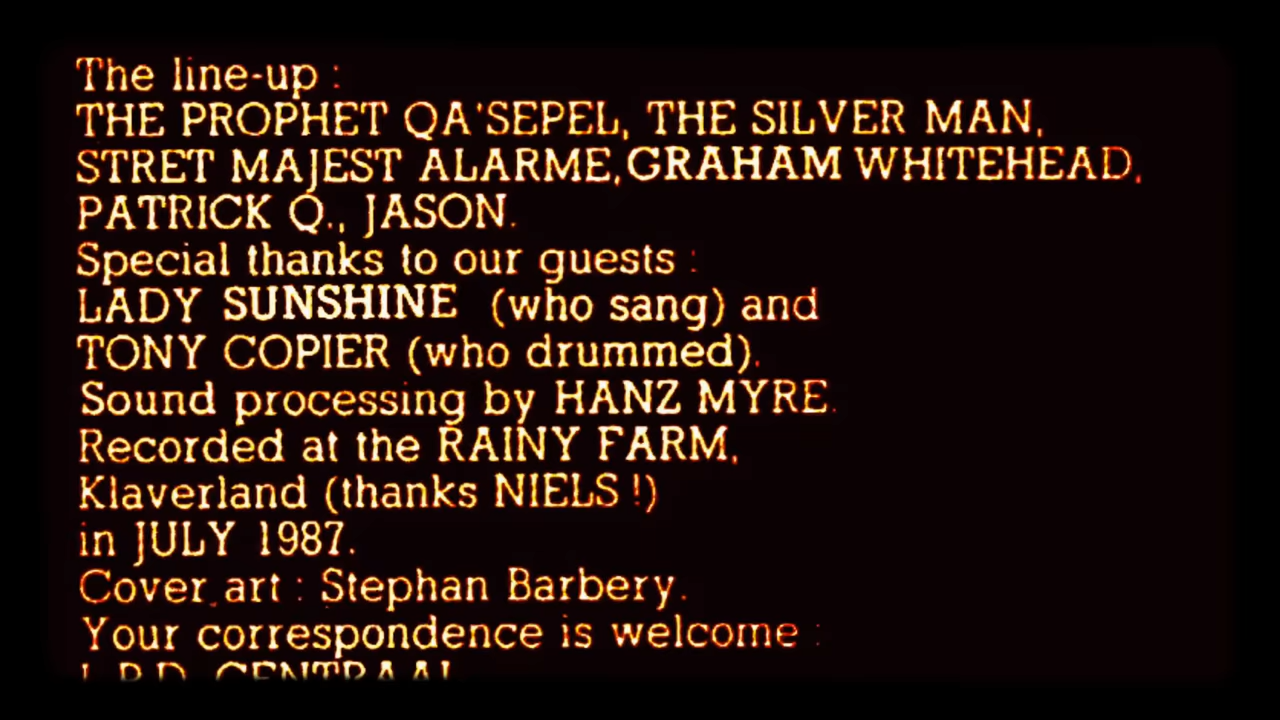 The line-up :
THE PROPHET QA'SEPEL, THE SILVER MAN,
STRET MAJEST ALARME, GRAHAM WHITEHEAD,
PATRICK Q., JASON.
Special thanks to our guests :
LADY SUNSHINE (who sang) and
TONY COPIER (who drummed).
Sound processing by HANZ MYRE.
Recorded at the RAINY FARM,
Klaverland (thanks NIELS !)
in JULY 1987.
Cover art : Stephan Barbery.
Your correspondence is welcome :
L.P.D. CENTRAAL